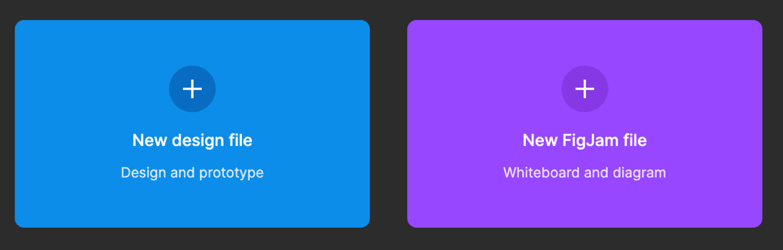 New design file
Design and prototype
New FigJam file
Whiteboard and diagram